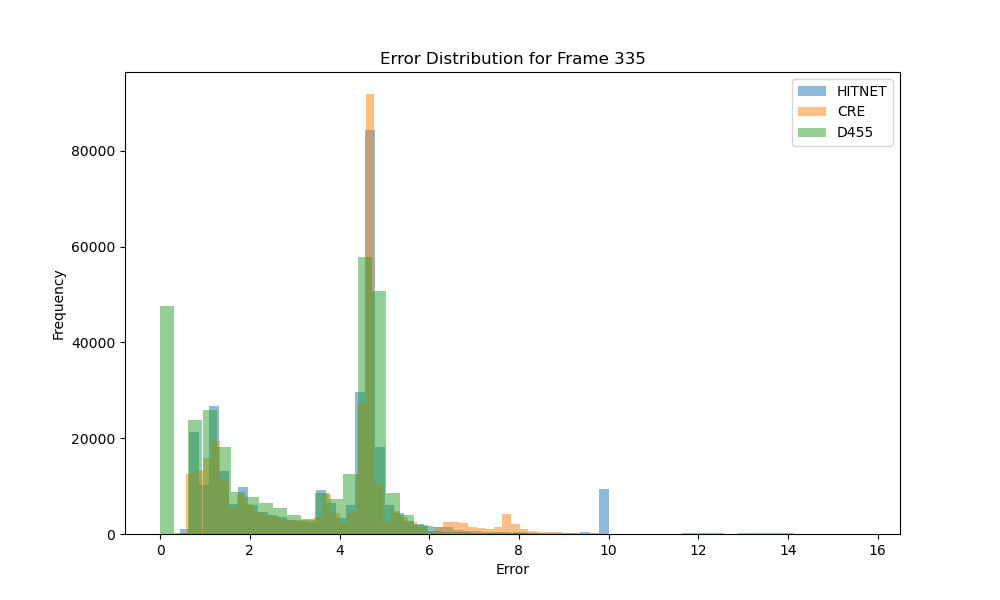 Error Distribution for Frame 335
HITNET
CRE
D455
80000
60000
40000
20000
0
Frequency
0 2 4 6 8 10 12 14 16
Error